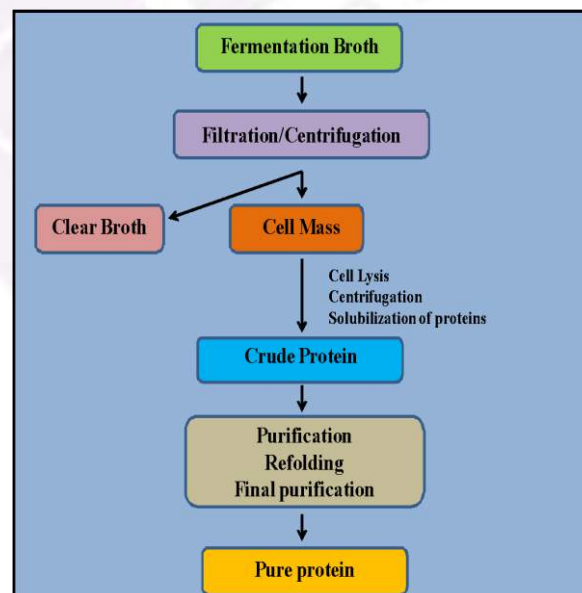 Fermentation Broth
Filtration/Centrifugation
Clear Broth
Cell Mass
Cell Lysis
Centrifugation
Solubilization of proteins
Crude Protein
Purification
Refolding
Final purification
Pure protein